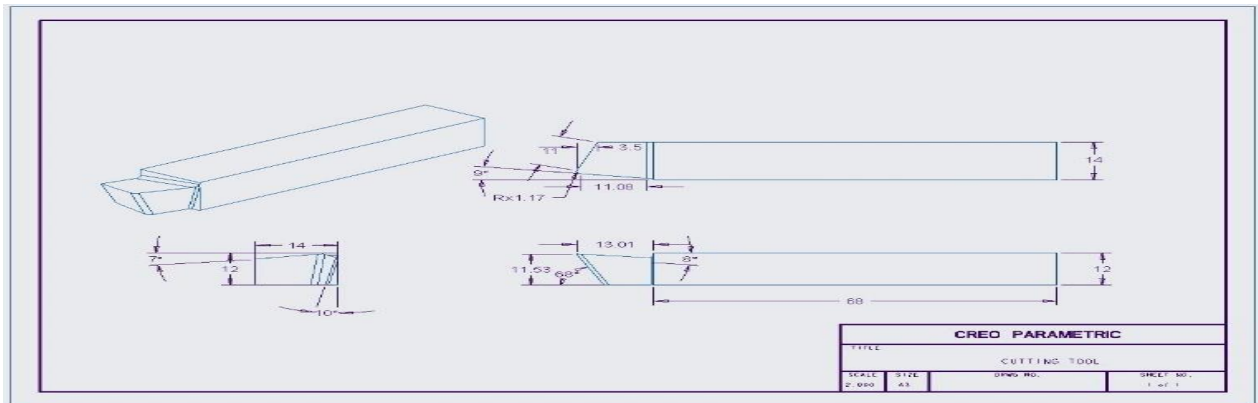 11
3.5
14
9°
11.08
Rx1.17
14
13.01
7°
12
11.53
68°
8°
12
10°
68
CREO PARAMETRIC
TITLE
CUTTING TOOL
SCALE SIZE DRWG NO. SHEET NO.
2.000 A3 1 of 1